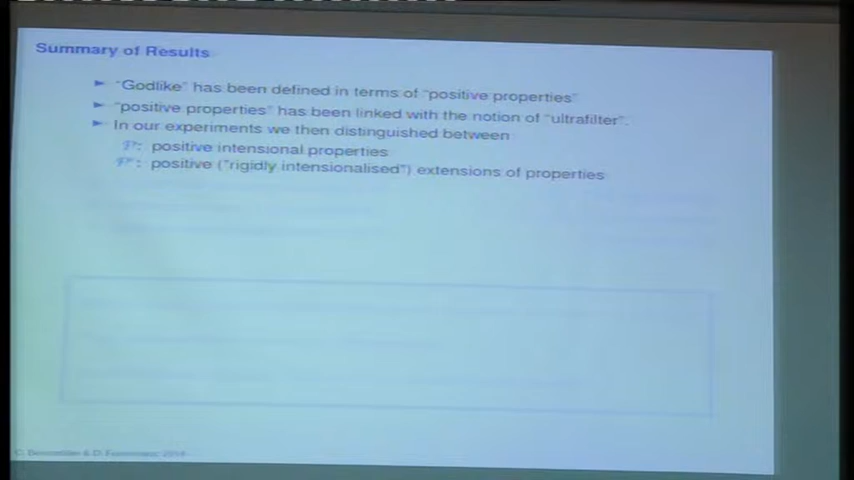 Summary of Results
► "Godlike" has been defined in terms of "positive properties"
► "positive properties" has been linked with the notion of "ultrafilter".
► In our experiments we then distinguished between
𝒫: positive intensional properties
𝒫': positive ("rigidly intensionalised") extensions of properties